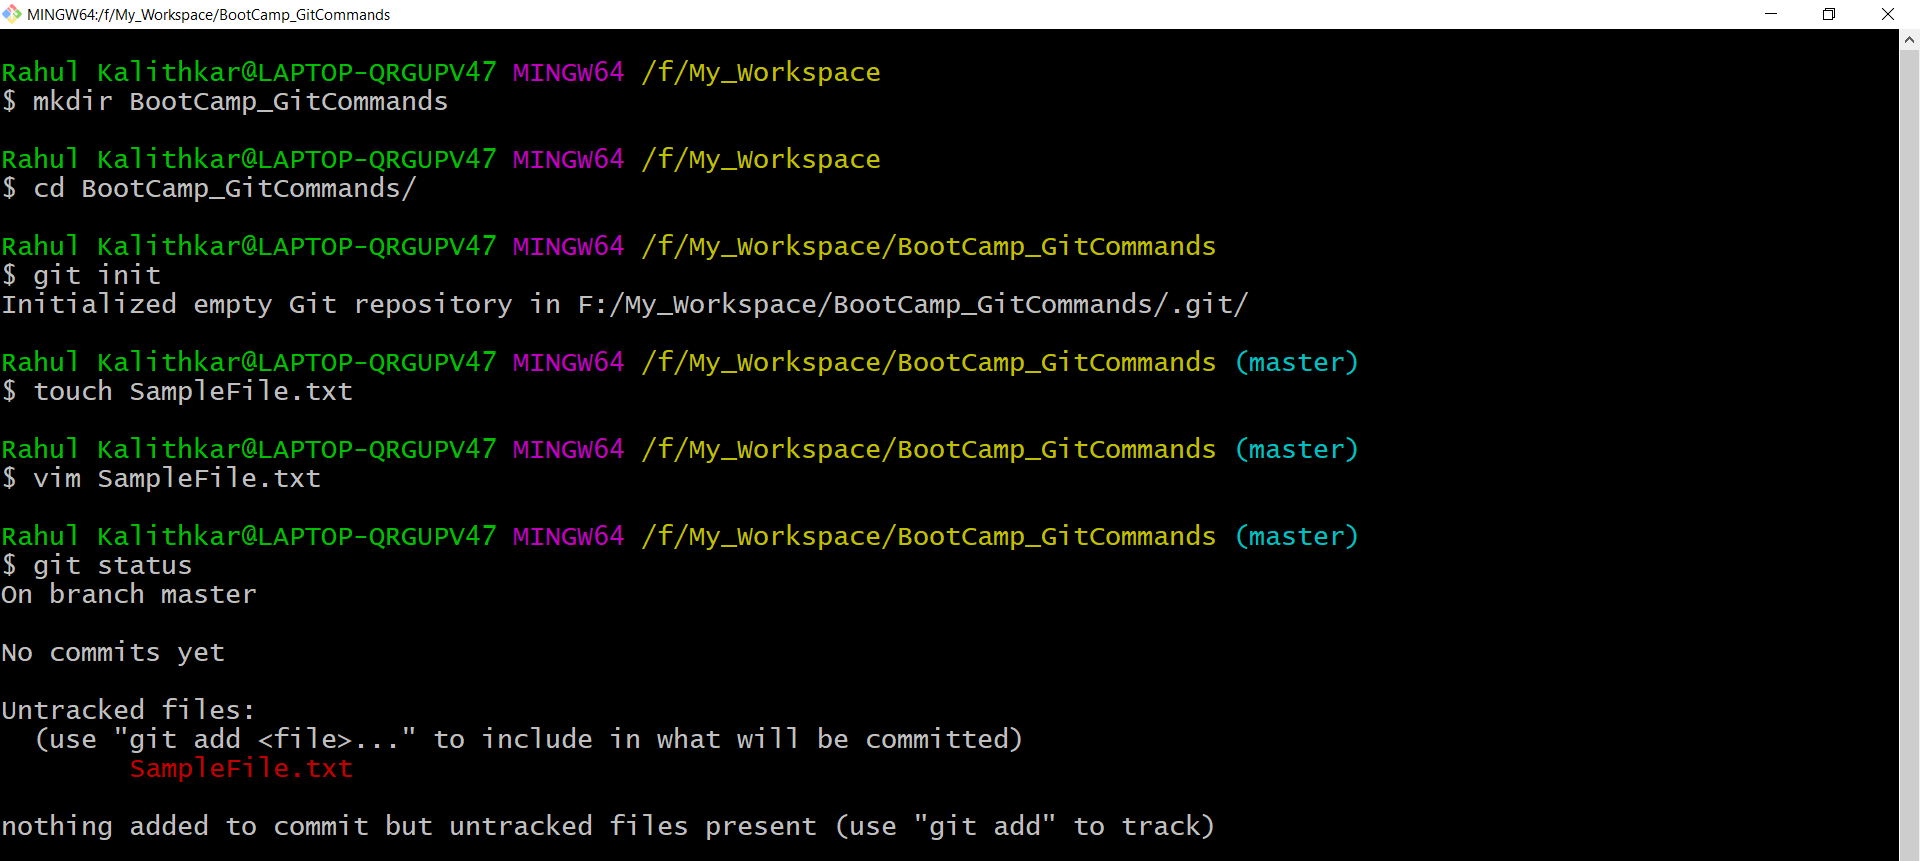 MINGW64:/f/My_Workspace/BootCamp_GitCommands
Rahul Kalithkar@LAPTOP-QRGUPV47 MINGW64 /f/My_Workspace
$ mkdir BootCamp_GitCommands
Rahul Kalithkar@LAPTOP-QRGUPV47 MINGW64 /f/My_Workspace
$ cd BootCamp_GitCommands/
Rahul Kalithkar@LAPTOP-QRGUPV47 MINGW64 /f/My_Workspace/BootCamp_GitCommands
$ git init
Initialized empty Git repository in F:/My_Workspace/BootCamp_GitCommands/.git/
Rahul Kalithkar@LAPTOP-QRGUPV47 MINGW64 /f/My_Workspace/BootCamp_GitCommands (master)
$ touch SampleFile.txt
Rahul Kalithkar@LAPTOP-QRGUPV47 MINGW64 /f/My_Workspace/BootCamp_GitCommands (master)
$ vim SampleFile.txt
Rahul Kalithkar@LAPTOP-QRGUPV47 MINGW64 /f/My_Workspace/BootCamp_GitCommands (master)
$ git status
On branch master
No commits yet
Untracked files:
  (use "git add <file>..." to include in what will be committed)
        SampleFile.txt
nothing added to commit but untracked files present (use "git add" to track)